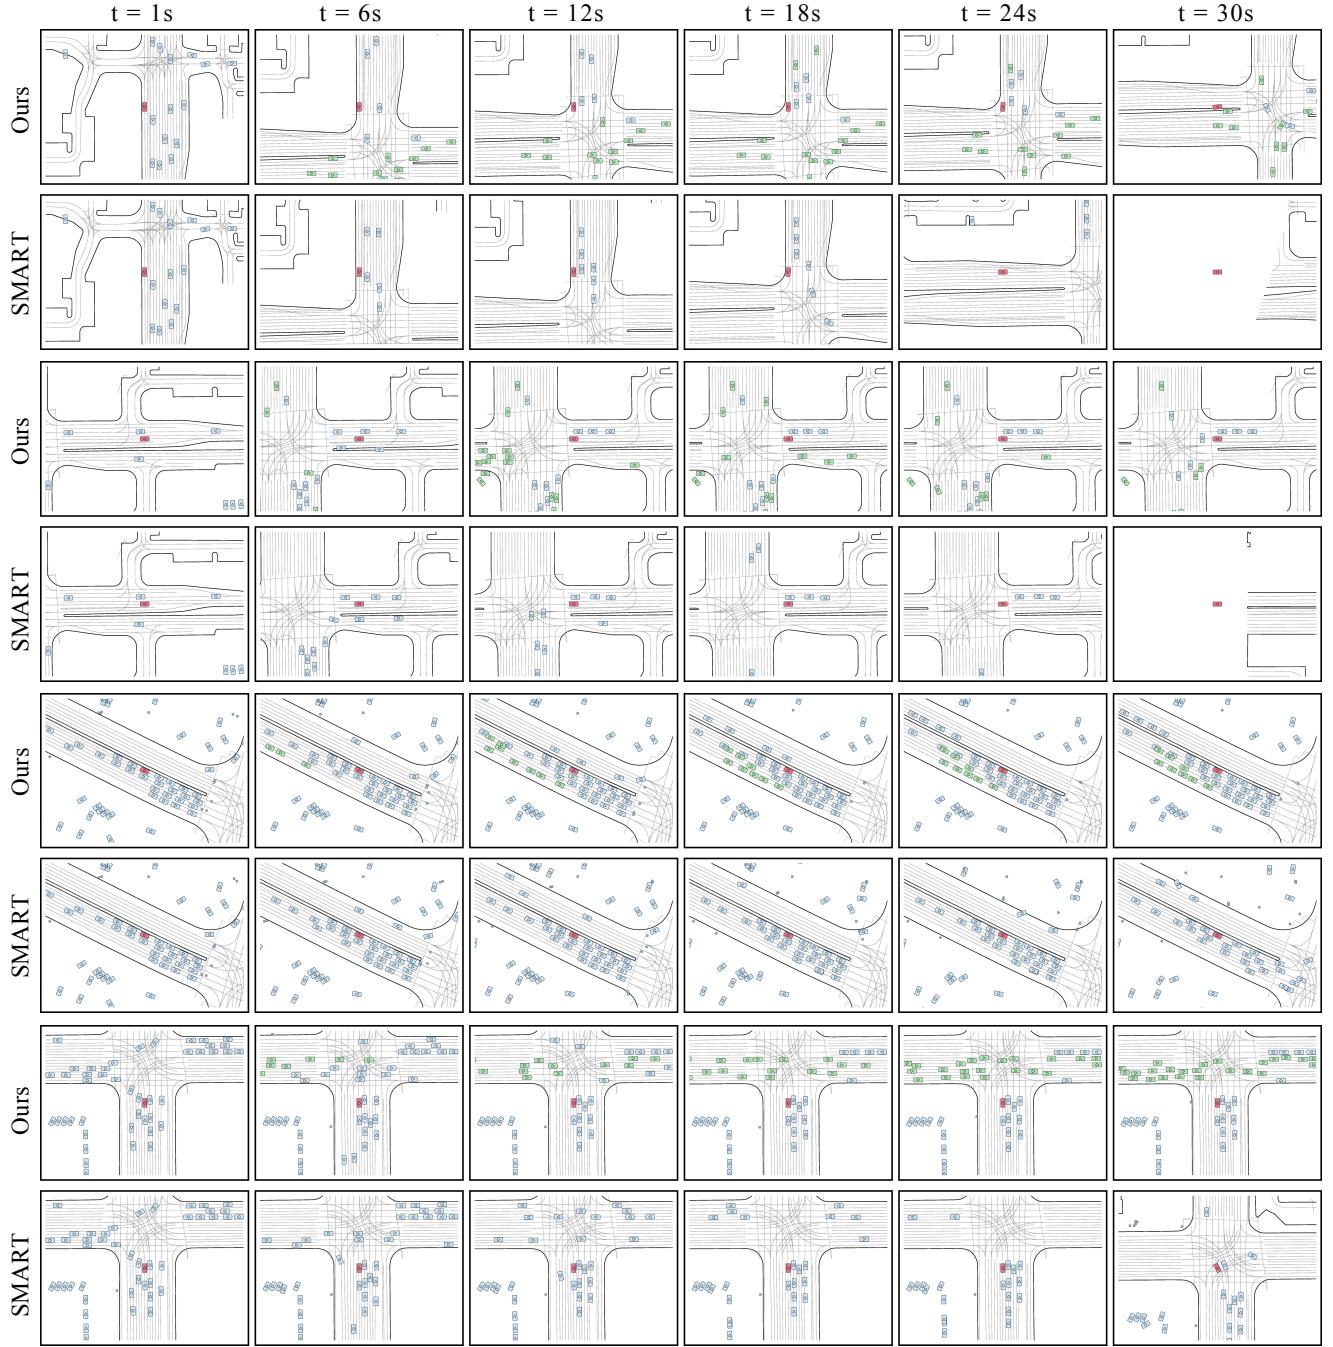 t = 1s t = 6s t = 12s t = 18s t = 24s t = 30s
Ours
SMART
Ours
SMART
Ours
SMART
Ours
SMART